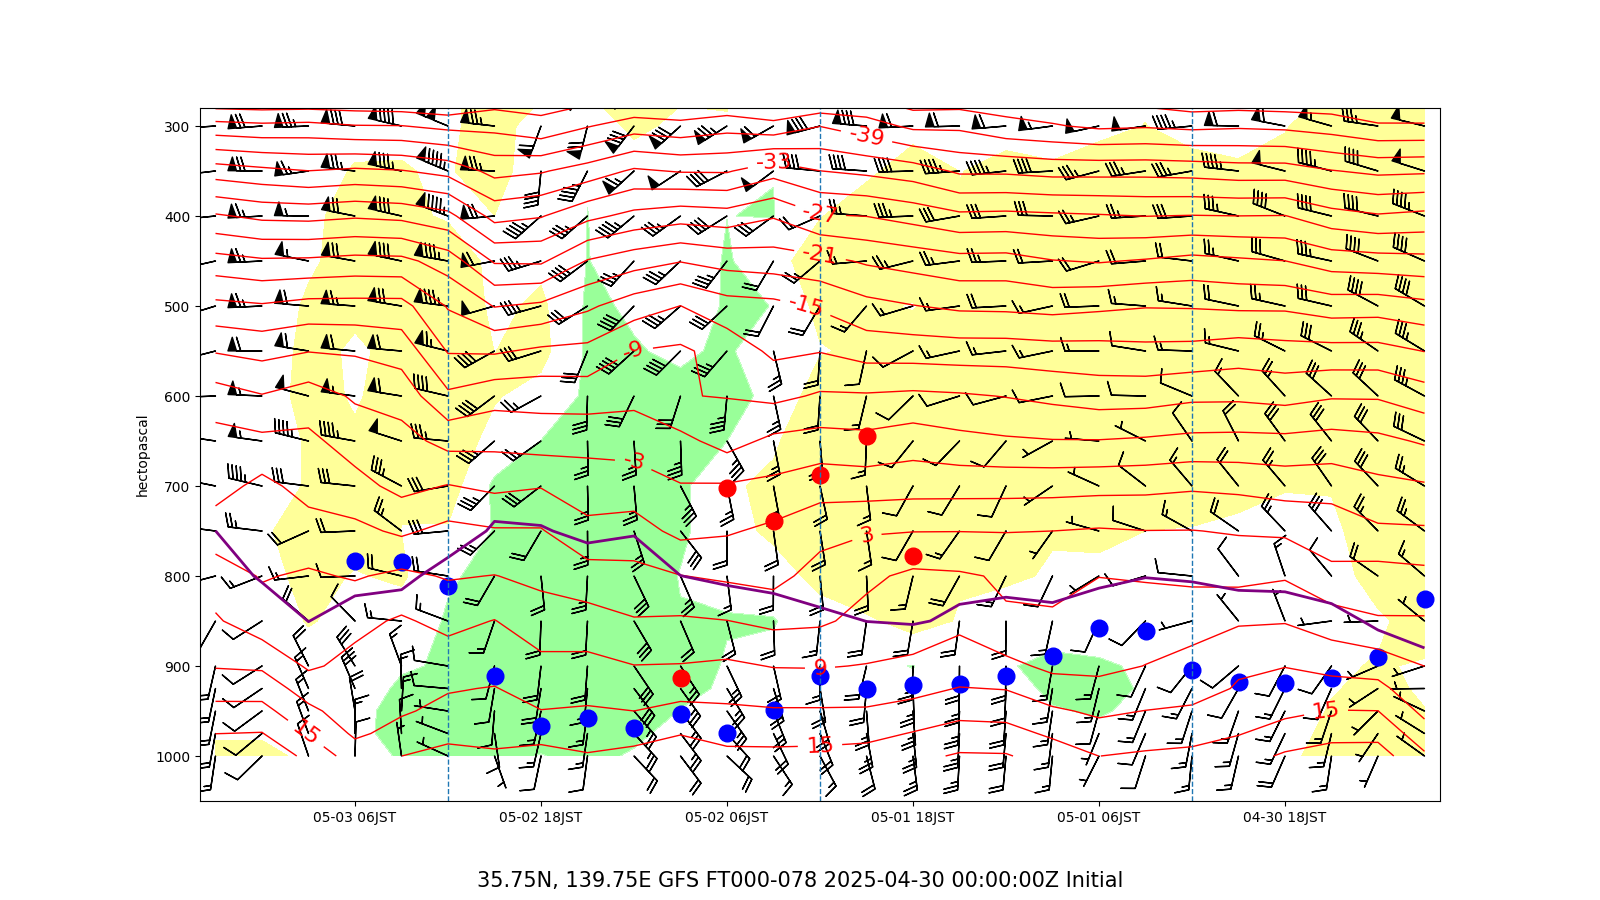 300
400
500
600
700
800
900
1000
hectopascal
-39
-33
-27
-21
-15
-9
-3
3
9
15
15
15
05-03 06JST
05-02 18JST
05-02 06JST
05-01 18JST
05-01 06JST
04-30 18JST
35.75N, 139.75E GFS FT000-078 2025-04-30 00:00:00Z Initial